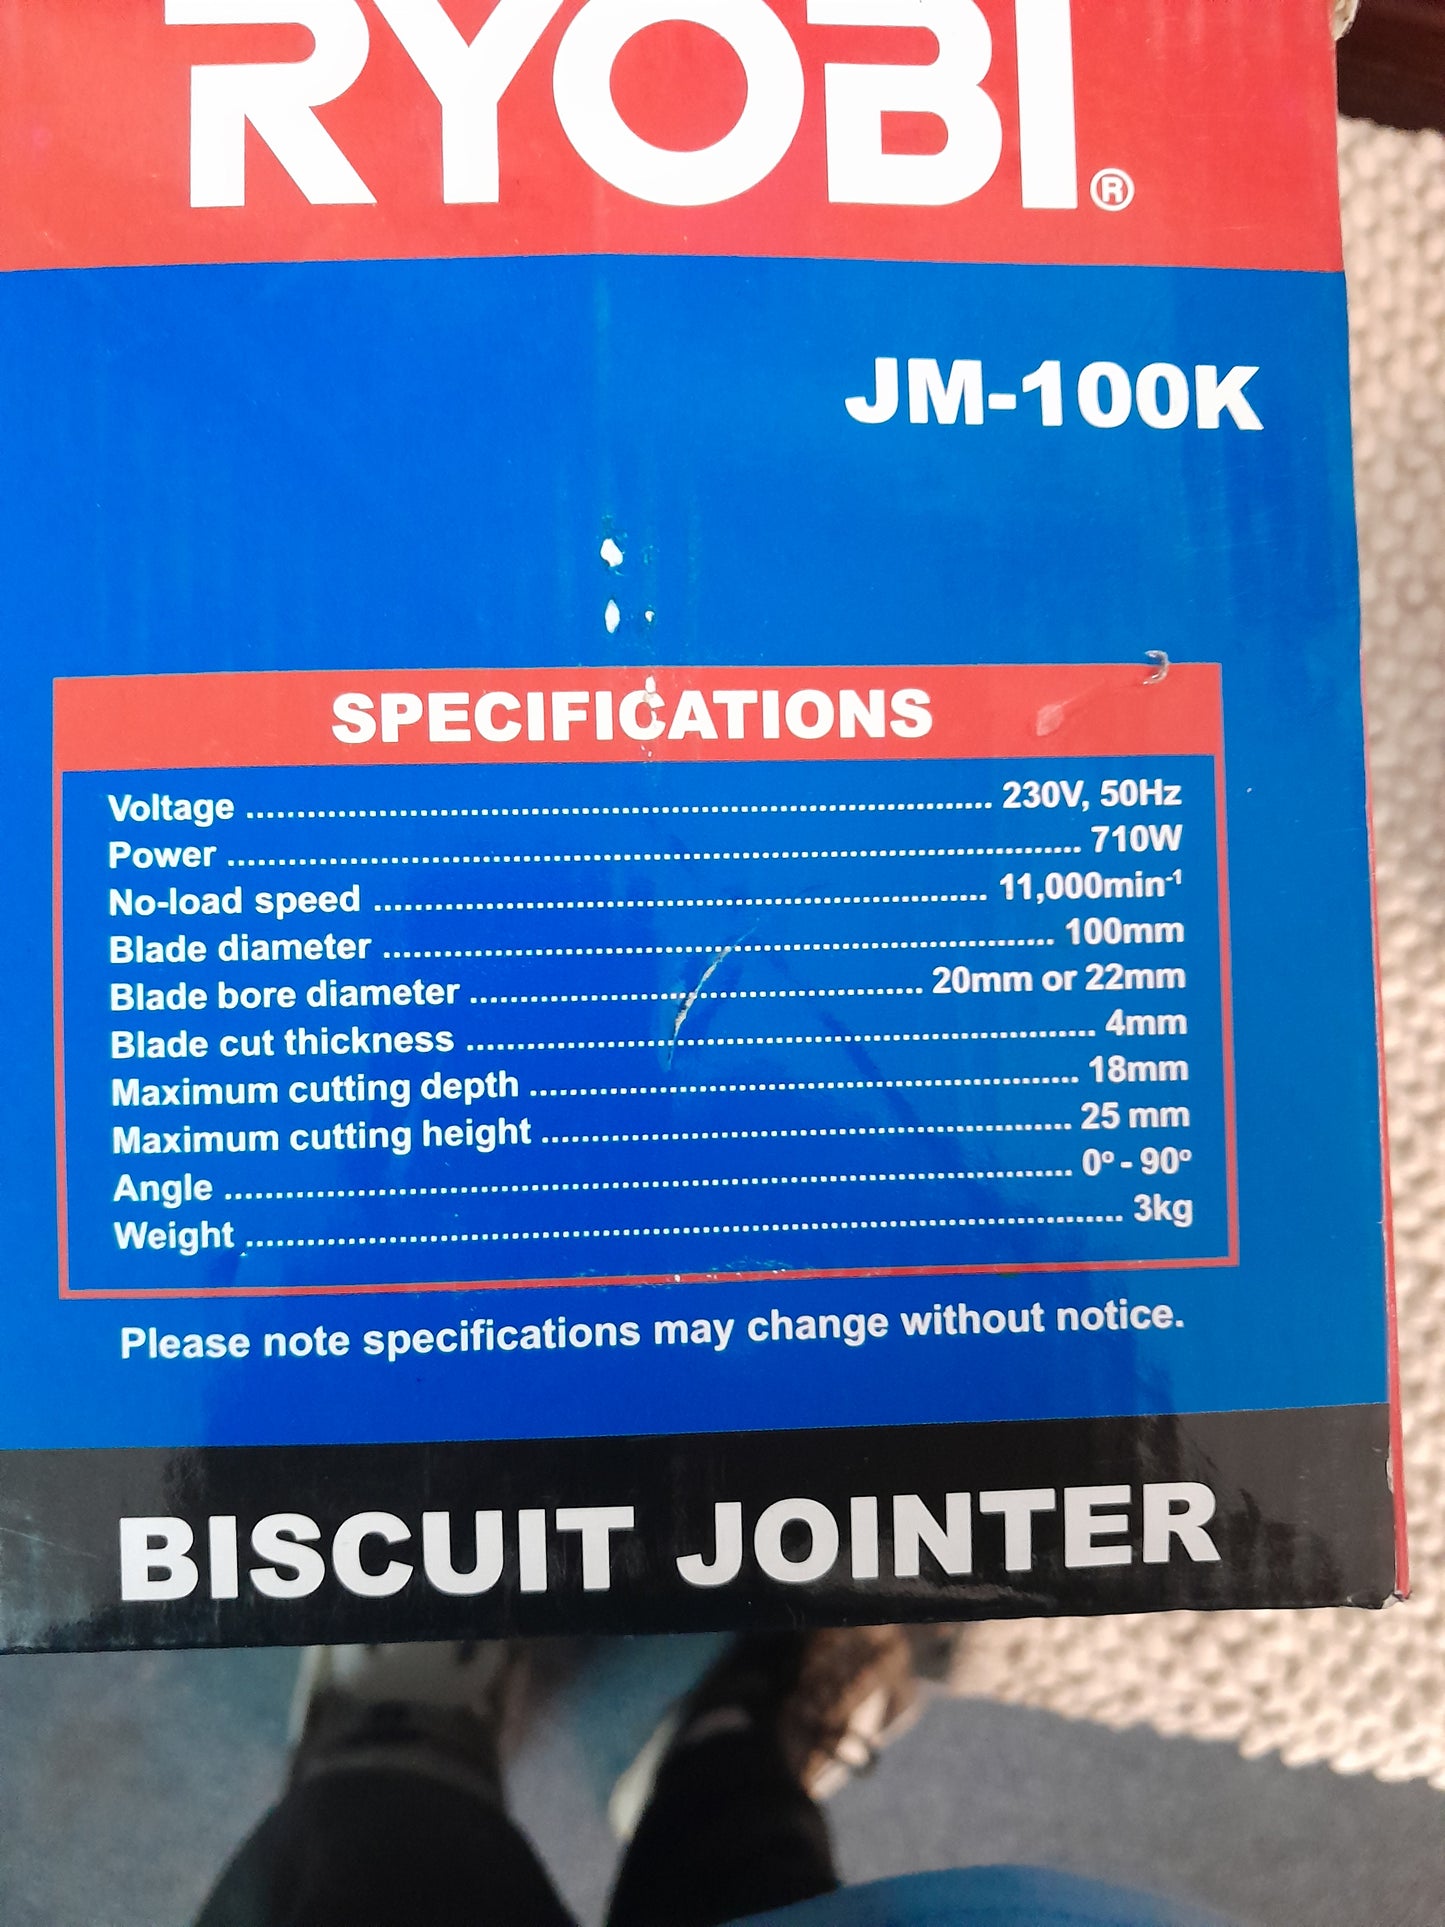 RYOBI®
JM-100K
SPECIFICATIONS
Voltage ........................................................................ 230V, 50Hz
Power .................................................................................. 710W
No-load speed ........................................................... 11,000min⁻¹
Blade diameter ................................................................. 100mm
Blade bore diameter ............................................ 20mm or 22mm
Blade cut thickness ............................................................. 4mm
Maximum cutting depth ..................................................... 18mm
Maximum cutting height ................................................... 25 mm
Angle .................................................................................. 0º - 90º
Weight ..................................................................................... 3kg
Please note specifications may change without notice.
BISCUIT JOINTER